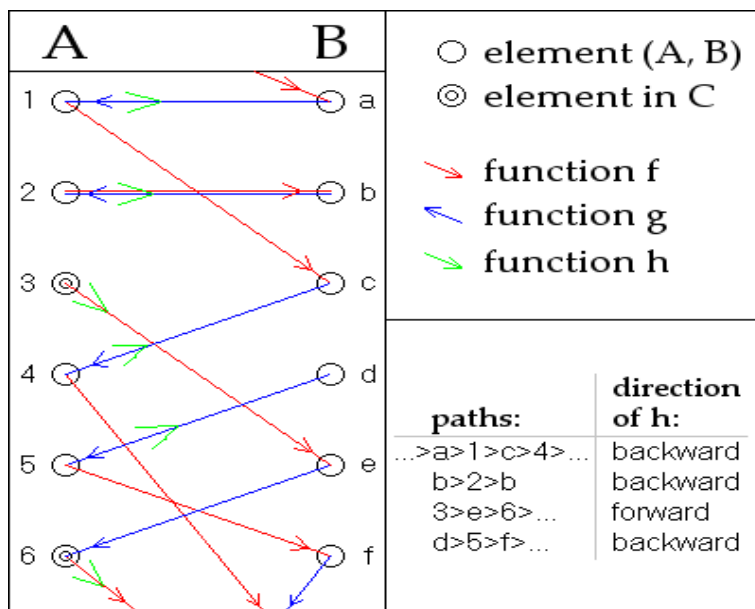 A B
1 a
2 b
3 c
4 d
5 e
6 f
element (A, B)
element in C
function f
function g
function h
paths: direction of h:
...>a>1>c>4>... backward
b>2>b backward
3>e>6>... forward
d>5>f>... backward